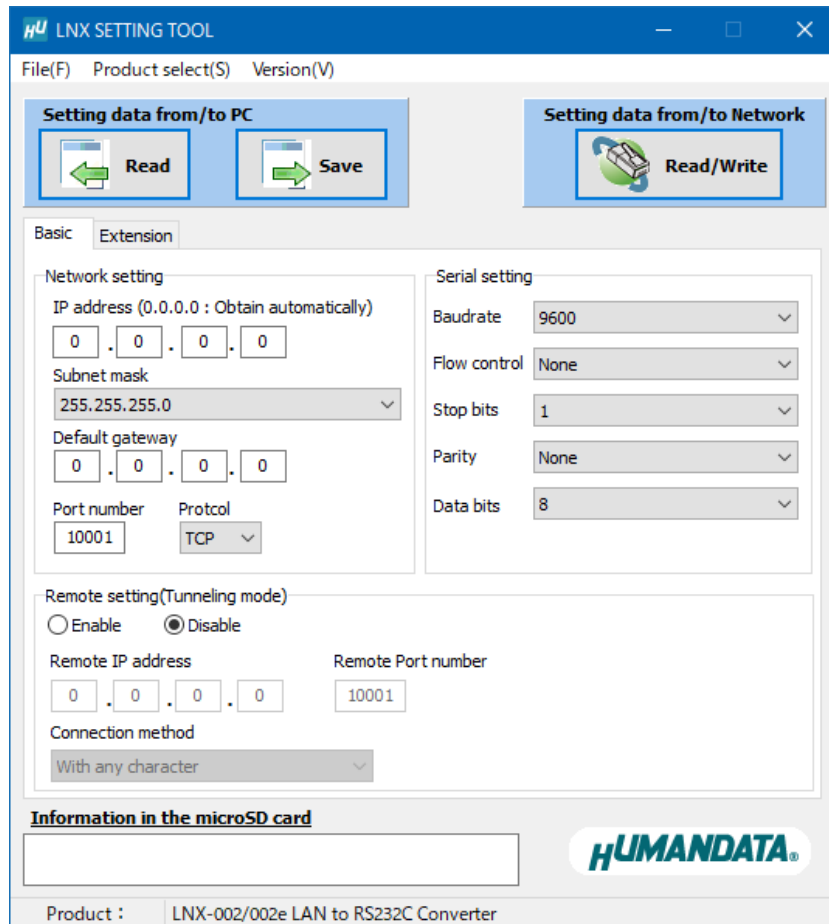 HU LNX SETTING TOOL
File(F) Product select(S) Version(V)
Setting data from/to PC
Read
Save
Setting data from/to Network
Read/Write
Basic
Extension
Network setting
IP address (0.0.0.0 : Obtain automatically)
0 . 0 . 0 . 0
Subnet mask
255.255.255.0
Default gateway
0 . 0 . 0 . 0
Port number Protcol
10001 TCP
Serial setting
Baudrate 9600
Flow control None
Stop bits 1
Parity None
Data bits 8
Remote setting(Tunneling mode)
Enable Disable
Remote IP address Remote Port number
0 . 0 . 0 . 0 10001
Connection method
With any character
Information in the microSD card
HUMANDATA®
Product : LNX-002/002e LAN to RS232C Converter